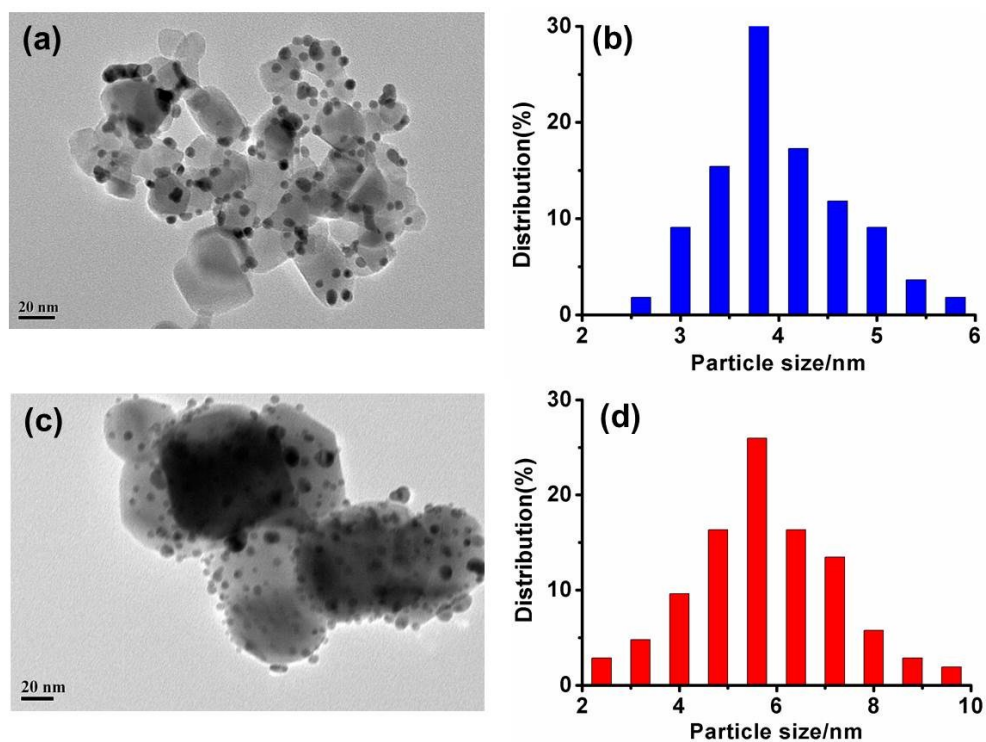 (a)
20 nm
(b)
Distribution(%)
30
20
10
0
2 3 4 5 6
Particle size/nm
(c)
20 nm
(d)
Distribution(%)
30
20
10
0
2 4 6 8 10
Particle size/nm